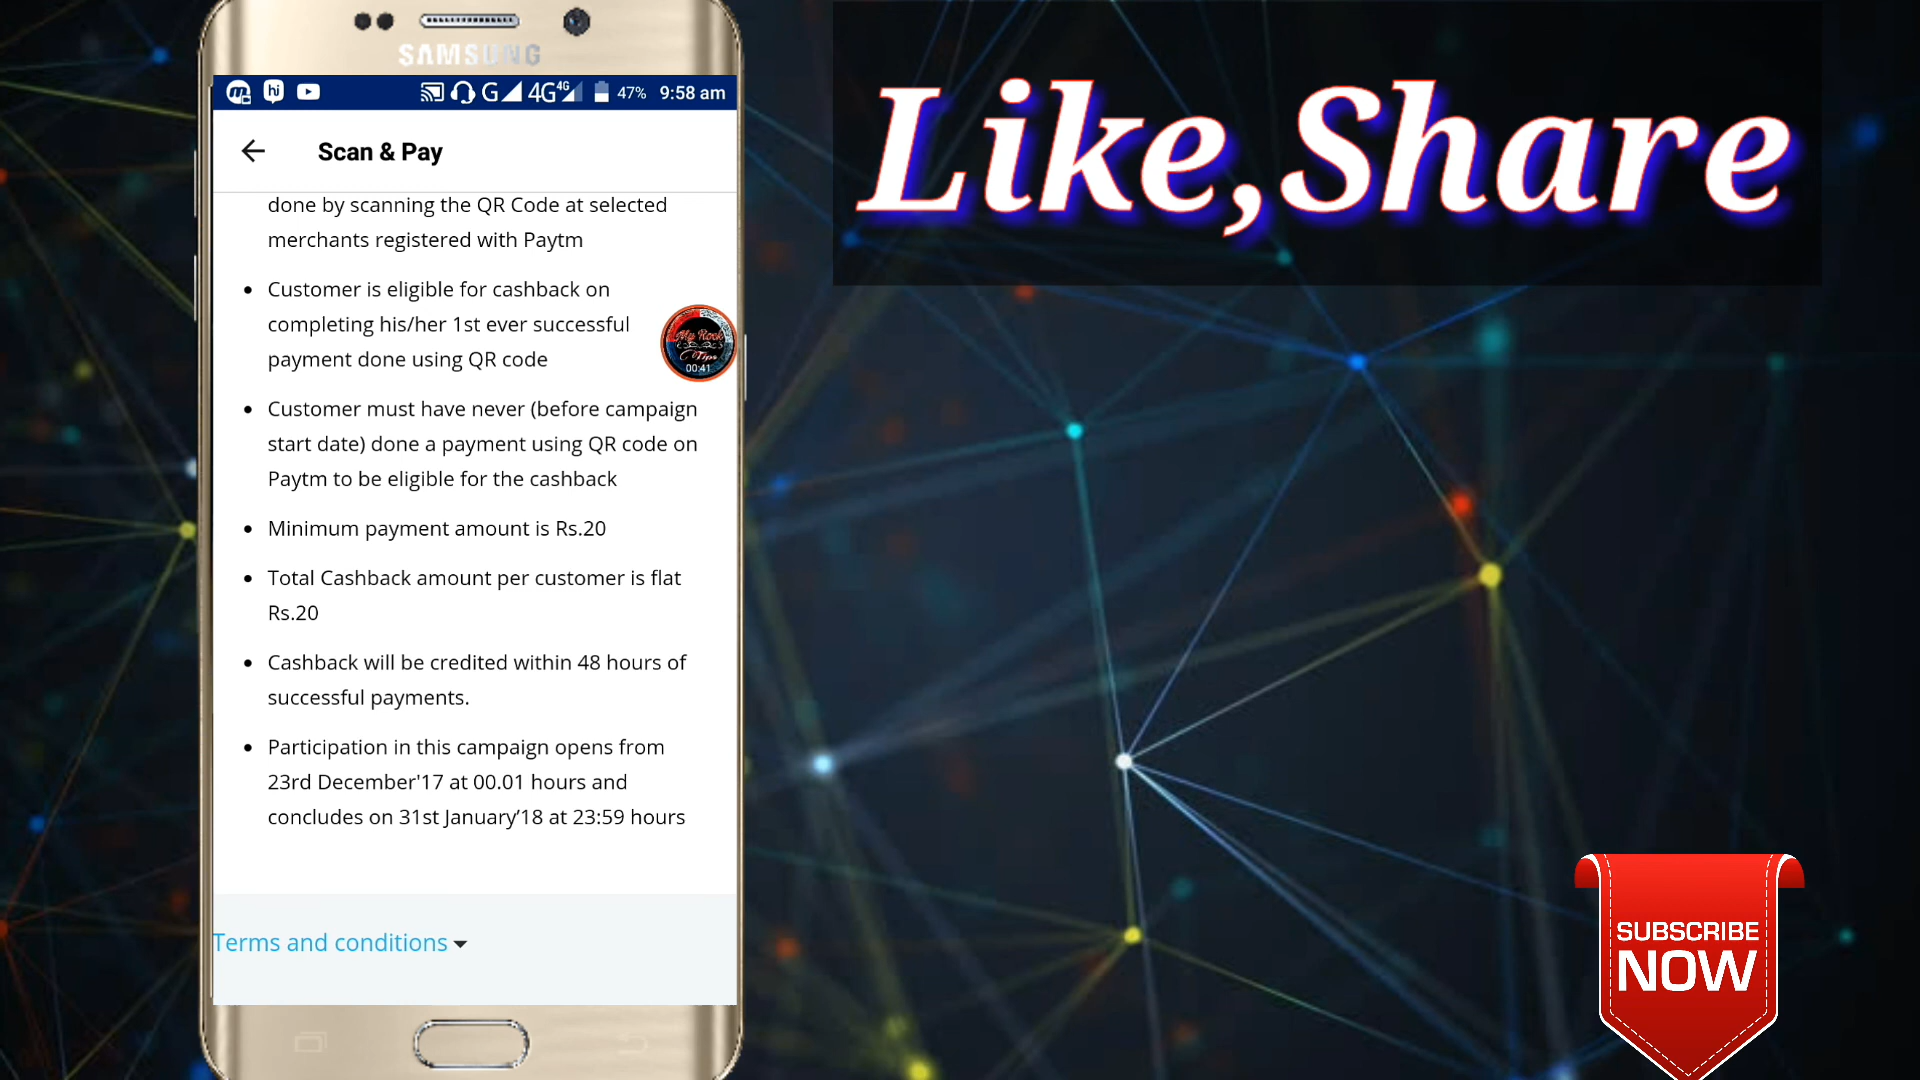 SAMSUNG
hi
G 4G 4G 47% 9:58 am
Scan & Pay
done by scanning the QR Code at selected
merchants registered with Paytm
• Customer is eligible for cashback on
completing his/her 1st ever successful
payment done using QR code
• Customer must have never (before campaign
start date) done a payment using QR code on
Paytm to be eligible for the cashback
• Minimum payment amount is Rs.20
• Total Cashback amount per customer is flat
Rs.20
• Cashback will be credited within 48 hours of
successful payments.
• Participation in this campaign opens from
23rd December'17 at 00.01 hours and
concludes on 31st January’18 at 23:59 hours
Terms and conditions
My Rock
Tips
00:41
Like,Share
SUBSCRIBE
NOW